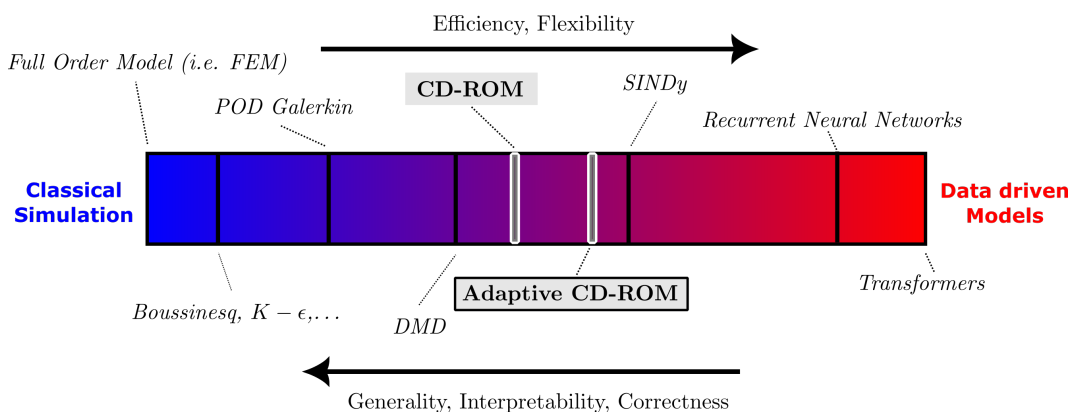 Efficiency, Flexibility
Full Order Model (i.e. FEM)
CD-ROM
SINDy
POD Galerkin
Recurrent Neural Networks
Classical
Simulation
Data driven
Models
Boussinesq, K − ϵ,...
DMD
Adaptive CD-ROM
Transformers
Generality, Interpretability, Correctness